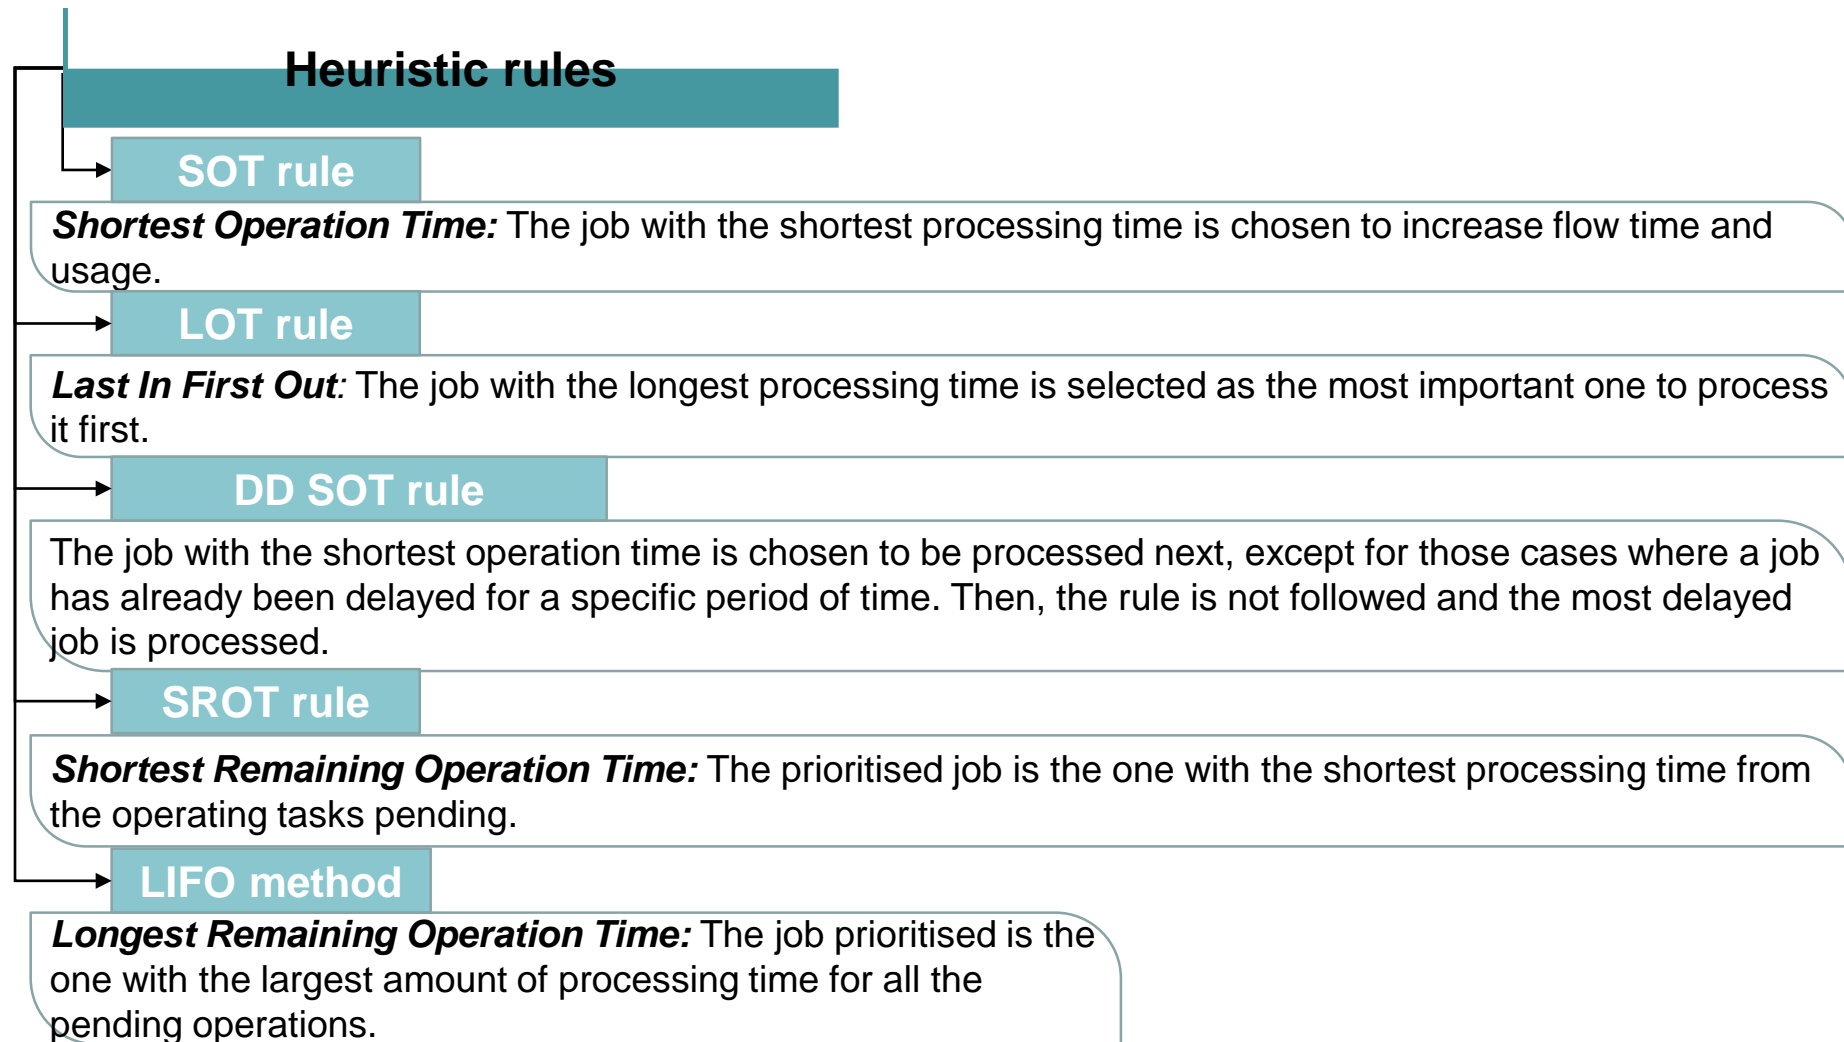 Heuristic rules
SOT rule
Shortest Operation Time: The job with the shortest processing time is chosen to increase flow time and
usage.
LOT rule
Last In First Out: The job with the longest processing time is selected as the most important one to process
it first.
DD SOT rule
The job with the shortest operation time is chosen to be processed next, except for those cases where a job
has already been delayed for a specific period of time. Then, the rule is not followed and the most delayed
job is processed.
SROT rule
Shortest Remaining Operation Time: The prioritised job is the one with the shortest processing time from
the operating tasks pending.
LIFO method
Longest Remaining Operation Time: The job prioritised is the
one with the largest amount of processing time for all the
pending operations.